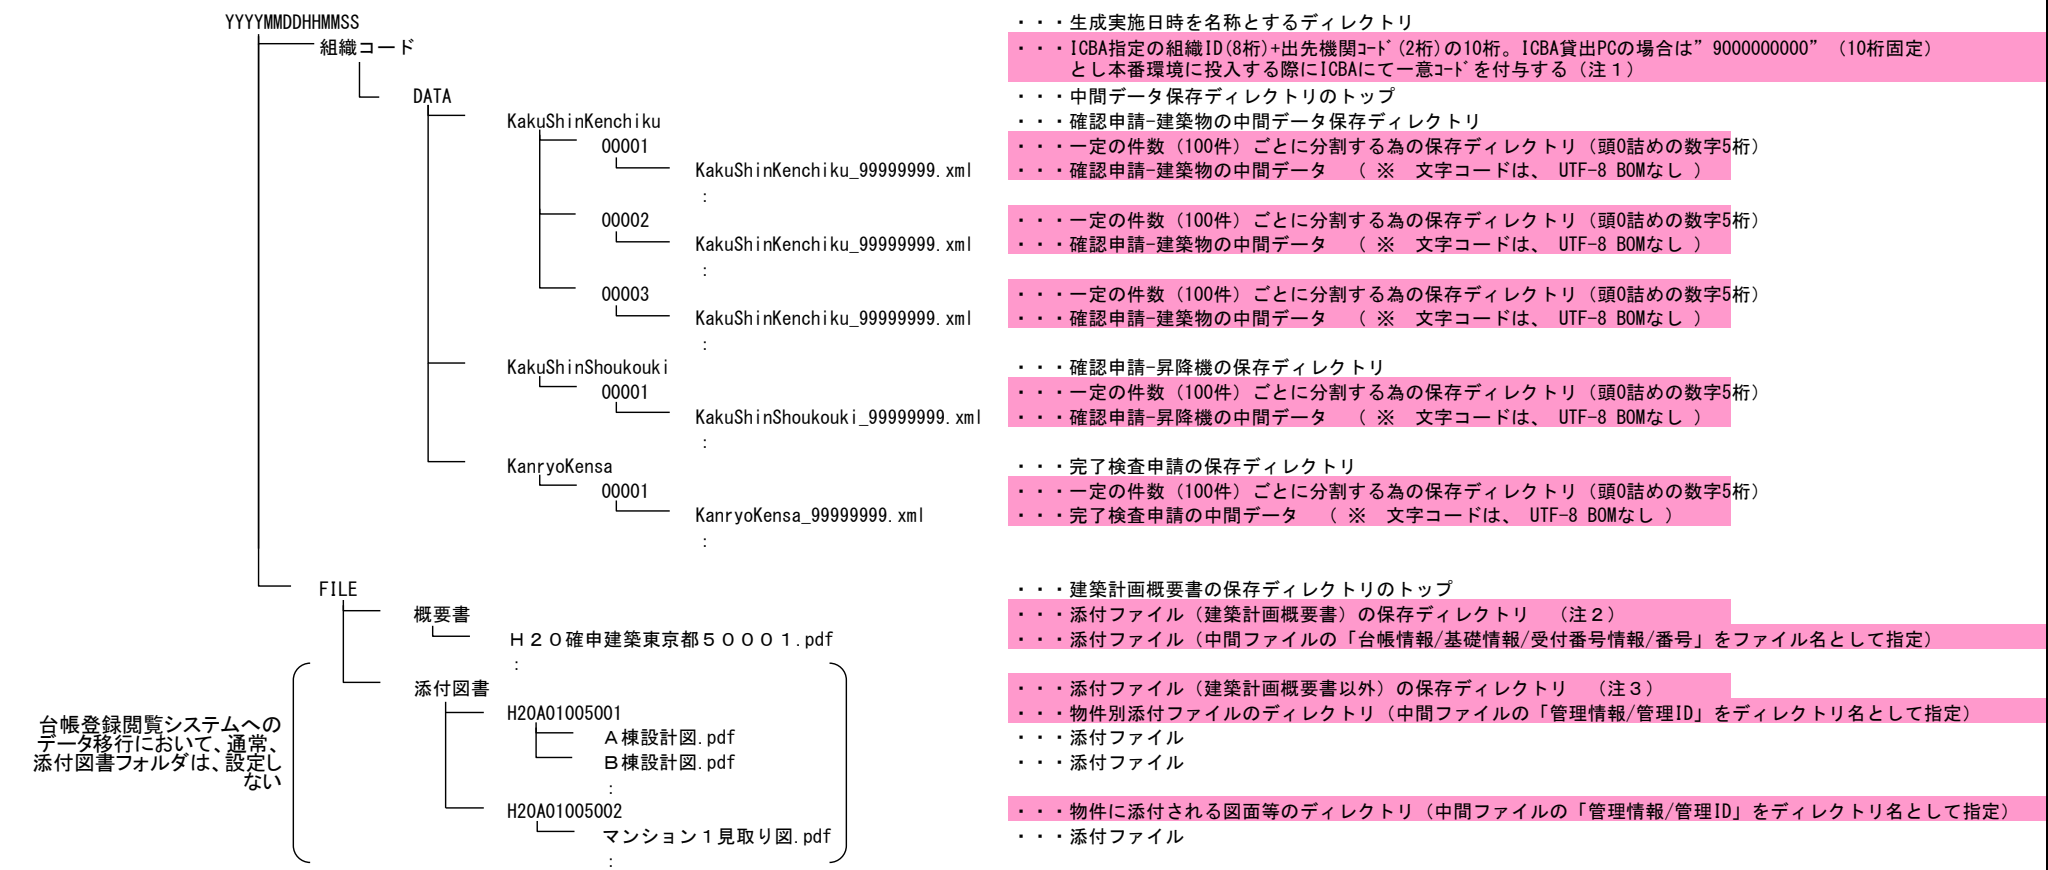 YYYYMMDDHHMMSS ・・・生成実施日時を名称とするディレクトリ
組織コード ・・・ICBA指定の組織ID(8桁)+出先機関ｺｰﾄﾞ(2桁)の10桁。ICBA貸出PCの場合は”9000000000”（10桁固定）
とし本番環境に投入する際にICBAにて一意ｺｰﾄﾞを付与する（注１）
DATA ・・・中間データ保存ディレクトリのトップ
KakuShinKenchiku ・・・確認申請-建築物の中間データ保存ディレクトリ
00001 ・・・一定の件数（100件）ごとに分割する為の保存ディレクトリ（頭0詰めの数字5桁）
KakuShinKenchiku_99999999.xml ・・・確認申請-建築物の中間データ　（ ※　文字コードは、 UTF-8 BOMなし ）
:
00002 ・・・一定の件数（100件）ごとに分割する為の保存ディレクトリ（頭0詰めの数字5桁）
KakuShinKenchiku_99999999.xml ・・・確認申請-建築物の中間データ　（ ※　文字コードは、 UTF-8 BOMなし ）
:
00003 ・・・一定の件数（100件）ごとに分割する為の保存ディレクトリ（頭0詰めの数字5桁）
KakuShinKenchiku_99999999.xml ・・・確認申請-建築物の中間データ　（ ※　文字コードは、 UTF-8 BOMなし ）
:
KakuShinShoukouki ・・・確認申請-昇降機の保存ディレクトリ
00001 ・・・一定の件数（100件）ごとに分割する為の保存ディレクトリ（頭0詰めの数字5桁）
KakuShinShoukouki_99999999.xml ・・・確認申請-昇降機の中間データ　（ ※　文字コードは、 UTF-8 BOMなし ）
:
KanryoKensa ・・・完了検査申請の保存ディレクトリ
00001 ・・・一定の件数（100件）ごとに分割する為の保存ディレクトリ（頭0詰めの数字5桁）
KanryoKensa_99999999.xml ・・・完了検査申請の中間データ　（ ※　文字コードは、 UTF-8 BOMなし ）
:
FILE ・・・建築計画概要書の保存ディレクトリのトップ
概要書 ・・・添付ファイル（建築計画概要書）の保存ディレクトリ　（注２）
Ｈ２０確申建築東京都５０００１.pdf ・・・添付ファイル（中間ファイルの「台帳情報/基礎情報/受付番号情報/番号」をファイル名として指定）
:
添付図書 ・・・添付ファイル（建築計画概要書以外）の保存ディレクトリ　（注３）
H20A01005001 ・・・物件別添付ファイルのディレクトリ（中間ファイルの「管理情報/管理ID」をディレクトリ名として指定）
Ａ棟設計図.pdf ・・・添付ファイル
Ｂ棟設計図.pdf ・・・添付ファイル
:
H20A01005002 ・・・物件に添付される図面等のディレクトリ（中間ファイルの「管理情報/管理ID」をディレクトリ名として指定）
マンション１見取り図.pdf ・・・添付ファイル
:
台帳登録閲覧システムへの
データ移行において、通常、
添付図書フォルダは、設定し
ない